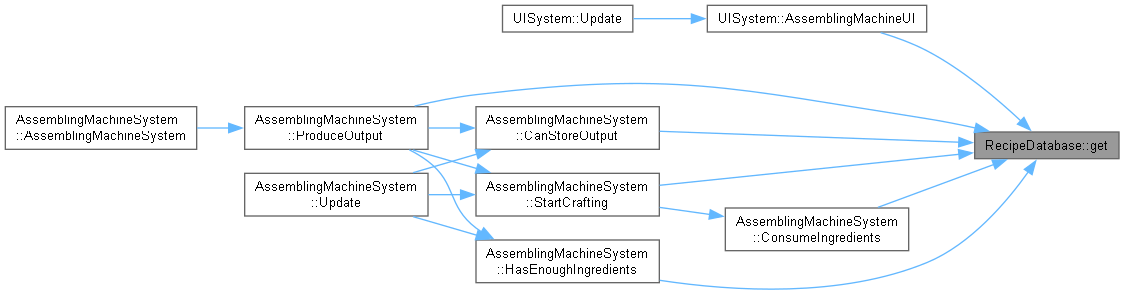 UISystem::Update
UISystem::AssemblingMachineUI
AssemblingMachineSystem
::AssemblingMachineSystem
AssemblingMachineSystem
::ProduceOutput
AssemblingMachineSystem
::CanStoreOutput
RecipeDatabase::get
AssemblingMachineSystem
::Update
AssemblingMachineSystem
::StartCrafting
AssemblingMachineSystem
::ConsumeIngredients
AssemblingMachineSystem
::HasEnoughIngredients